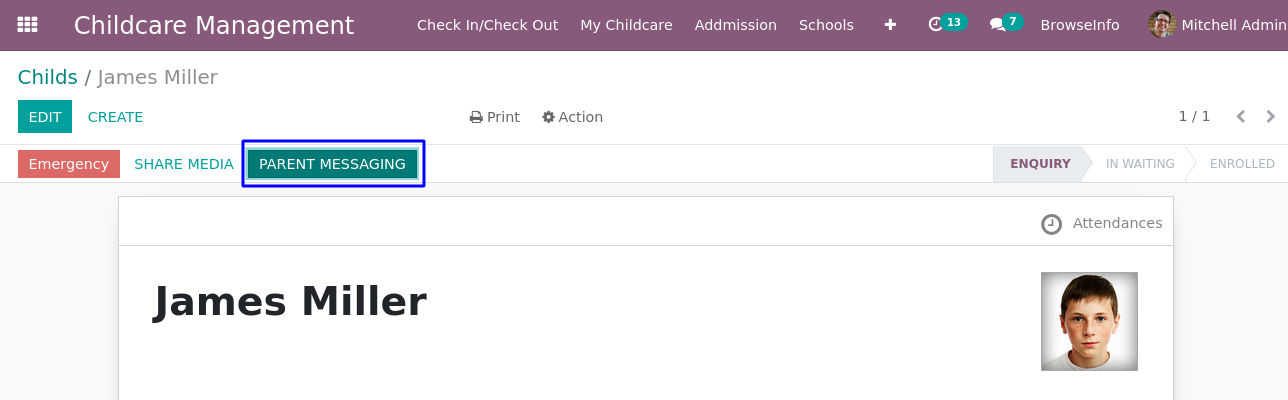 Childcare Management Check In/Check Out My Childcare Addmission Schools 13 7 BrowseInfo Mitchell Admin
Childs / James Miller
EDIT CREATE Print Action 1 / 1
Emergency SHARE MEDIA PARENT MESSAGING ENQUIRY IN WAITING ENROLLED
Attendances
James Miller